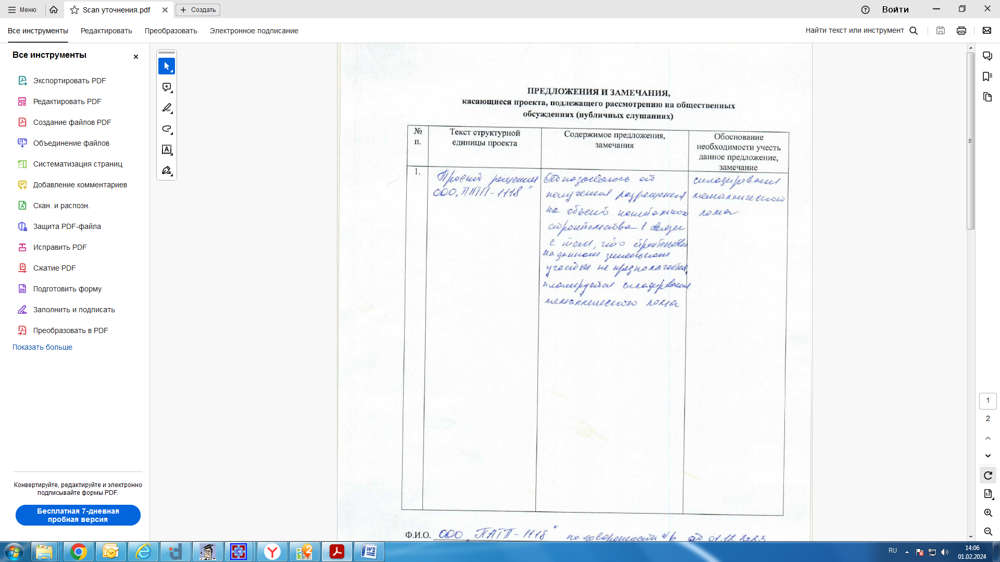 Меню
Scan уточнения.pdf
Создать
Войти
Все инструменты
Редактировать
Преобразовать
Электронное подписание
Найти текст или инструмент
Все инструменты
Экспортировать PDF
Редактировать PDF
Создание файлов PDF
Объединение файлов
Систематизация страниц
Добавление комментариев
Скан. и распозн.
Защита PDF-файла
Исправить PDF
Сжатие PDF
Подготовить форму
Заполнить и подписать
Преобразовать в PDF
Показать больше
Конвертируйте, редактируйте и электронно
подписывайте формы PDF.
Бесплатная 7-дневная
пробная версия
ПРЕДЛОЖЕНИЯ И ЗАМЕЧАНИЯ,
касающиеся проекта, подлежащего рассмотрению на общественных
обсуждениях (публичных слушаниях)
№
п.
Текст структурной
единицы проекта
Содержимое предложения,
замечания
Обоснование
необходимости учесть
данное предложение,
замечание
1.
Проект решения
ООО "ПАТП-1118"
Отказываюсь от
получения разрешения
на объект капитального
строительства в связи
с тем, что строительство
на данном земельном
участке не предполагается,
планируется складирование
металлического лома
складирования
металлического
лома
Ф.И.О. ООО "ПАТП-1118" по доверенности №6 от 01.12.2023
1
2
RU
14:06
01.02.2024